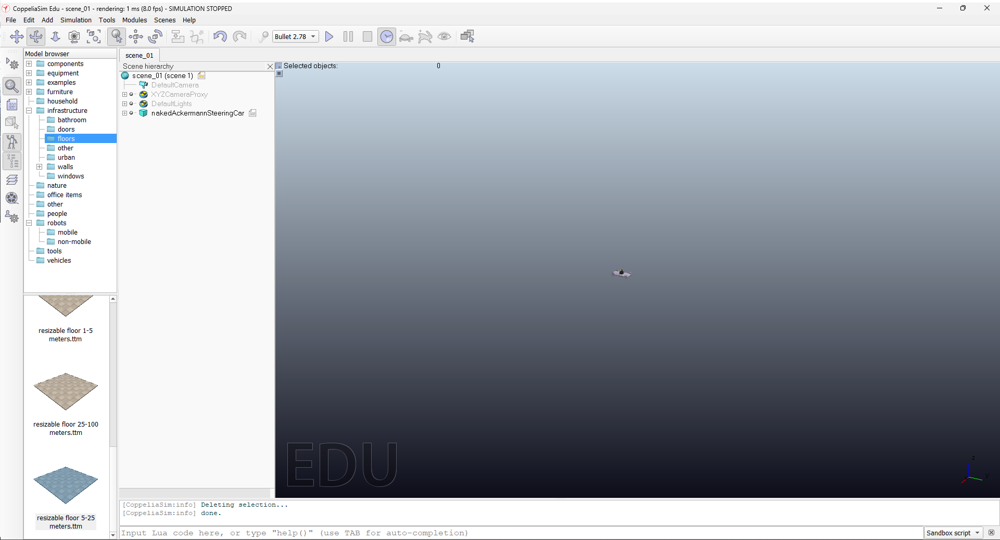 CoppeliaSim Edu - scene_01 - rendering: 1 ms (8.0 fps) - SIMULATION STOPPED
File Edit Add Simulation Tools Modules Scenes Help
Bullet 2.78
RT
Model browser
components
equipment
examples
furniture
household
infrastructure
bathroom
doors
floors
other
urban
walls
windows
nature
office items
other
people
robots
mobile
non-mobile
tools
vehicles
resizable floor 1-5
meters.ttm
resizable floor 25-100
meters.ttm
resizable floor 5-25
meters.ttm
scene_01
Scene hierarchy
scene_01 (scene 1)
DefaultCamera
XYZCameraProxy
DefaultLights
nakedAckermannSteeringCar
Selected objects: 0
EDU
z
y
[CoppeliaSim:info] Deleting selection...
[CoppeliaSim:info] done.
Input Lua code here, or type "help()" (use TAB for auto-completion)
Sandbox script